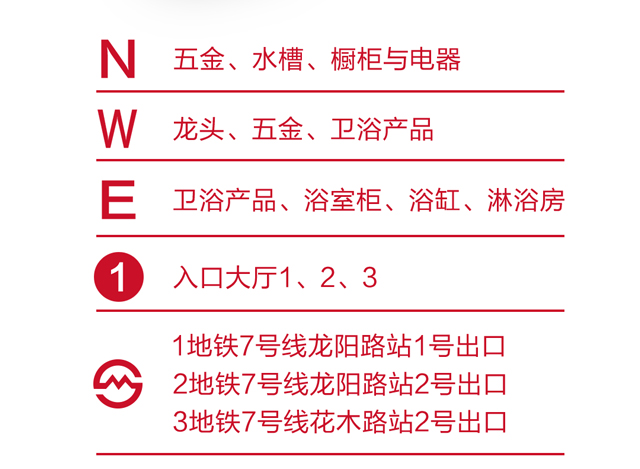 N 五金、水槽、橱柜与电器
W 龙头、五金、卫浴产品
E 卫浴产品、浴室柜、浴缸、淋浴房
1 入口大厅1、2、3
1地铁7号线龙阳路站1号出口
2地铁7号线龙阳路站2号出口
3地铁7号线花木路站2号出口